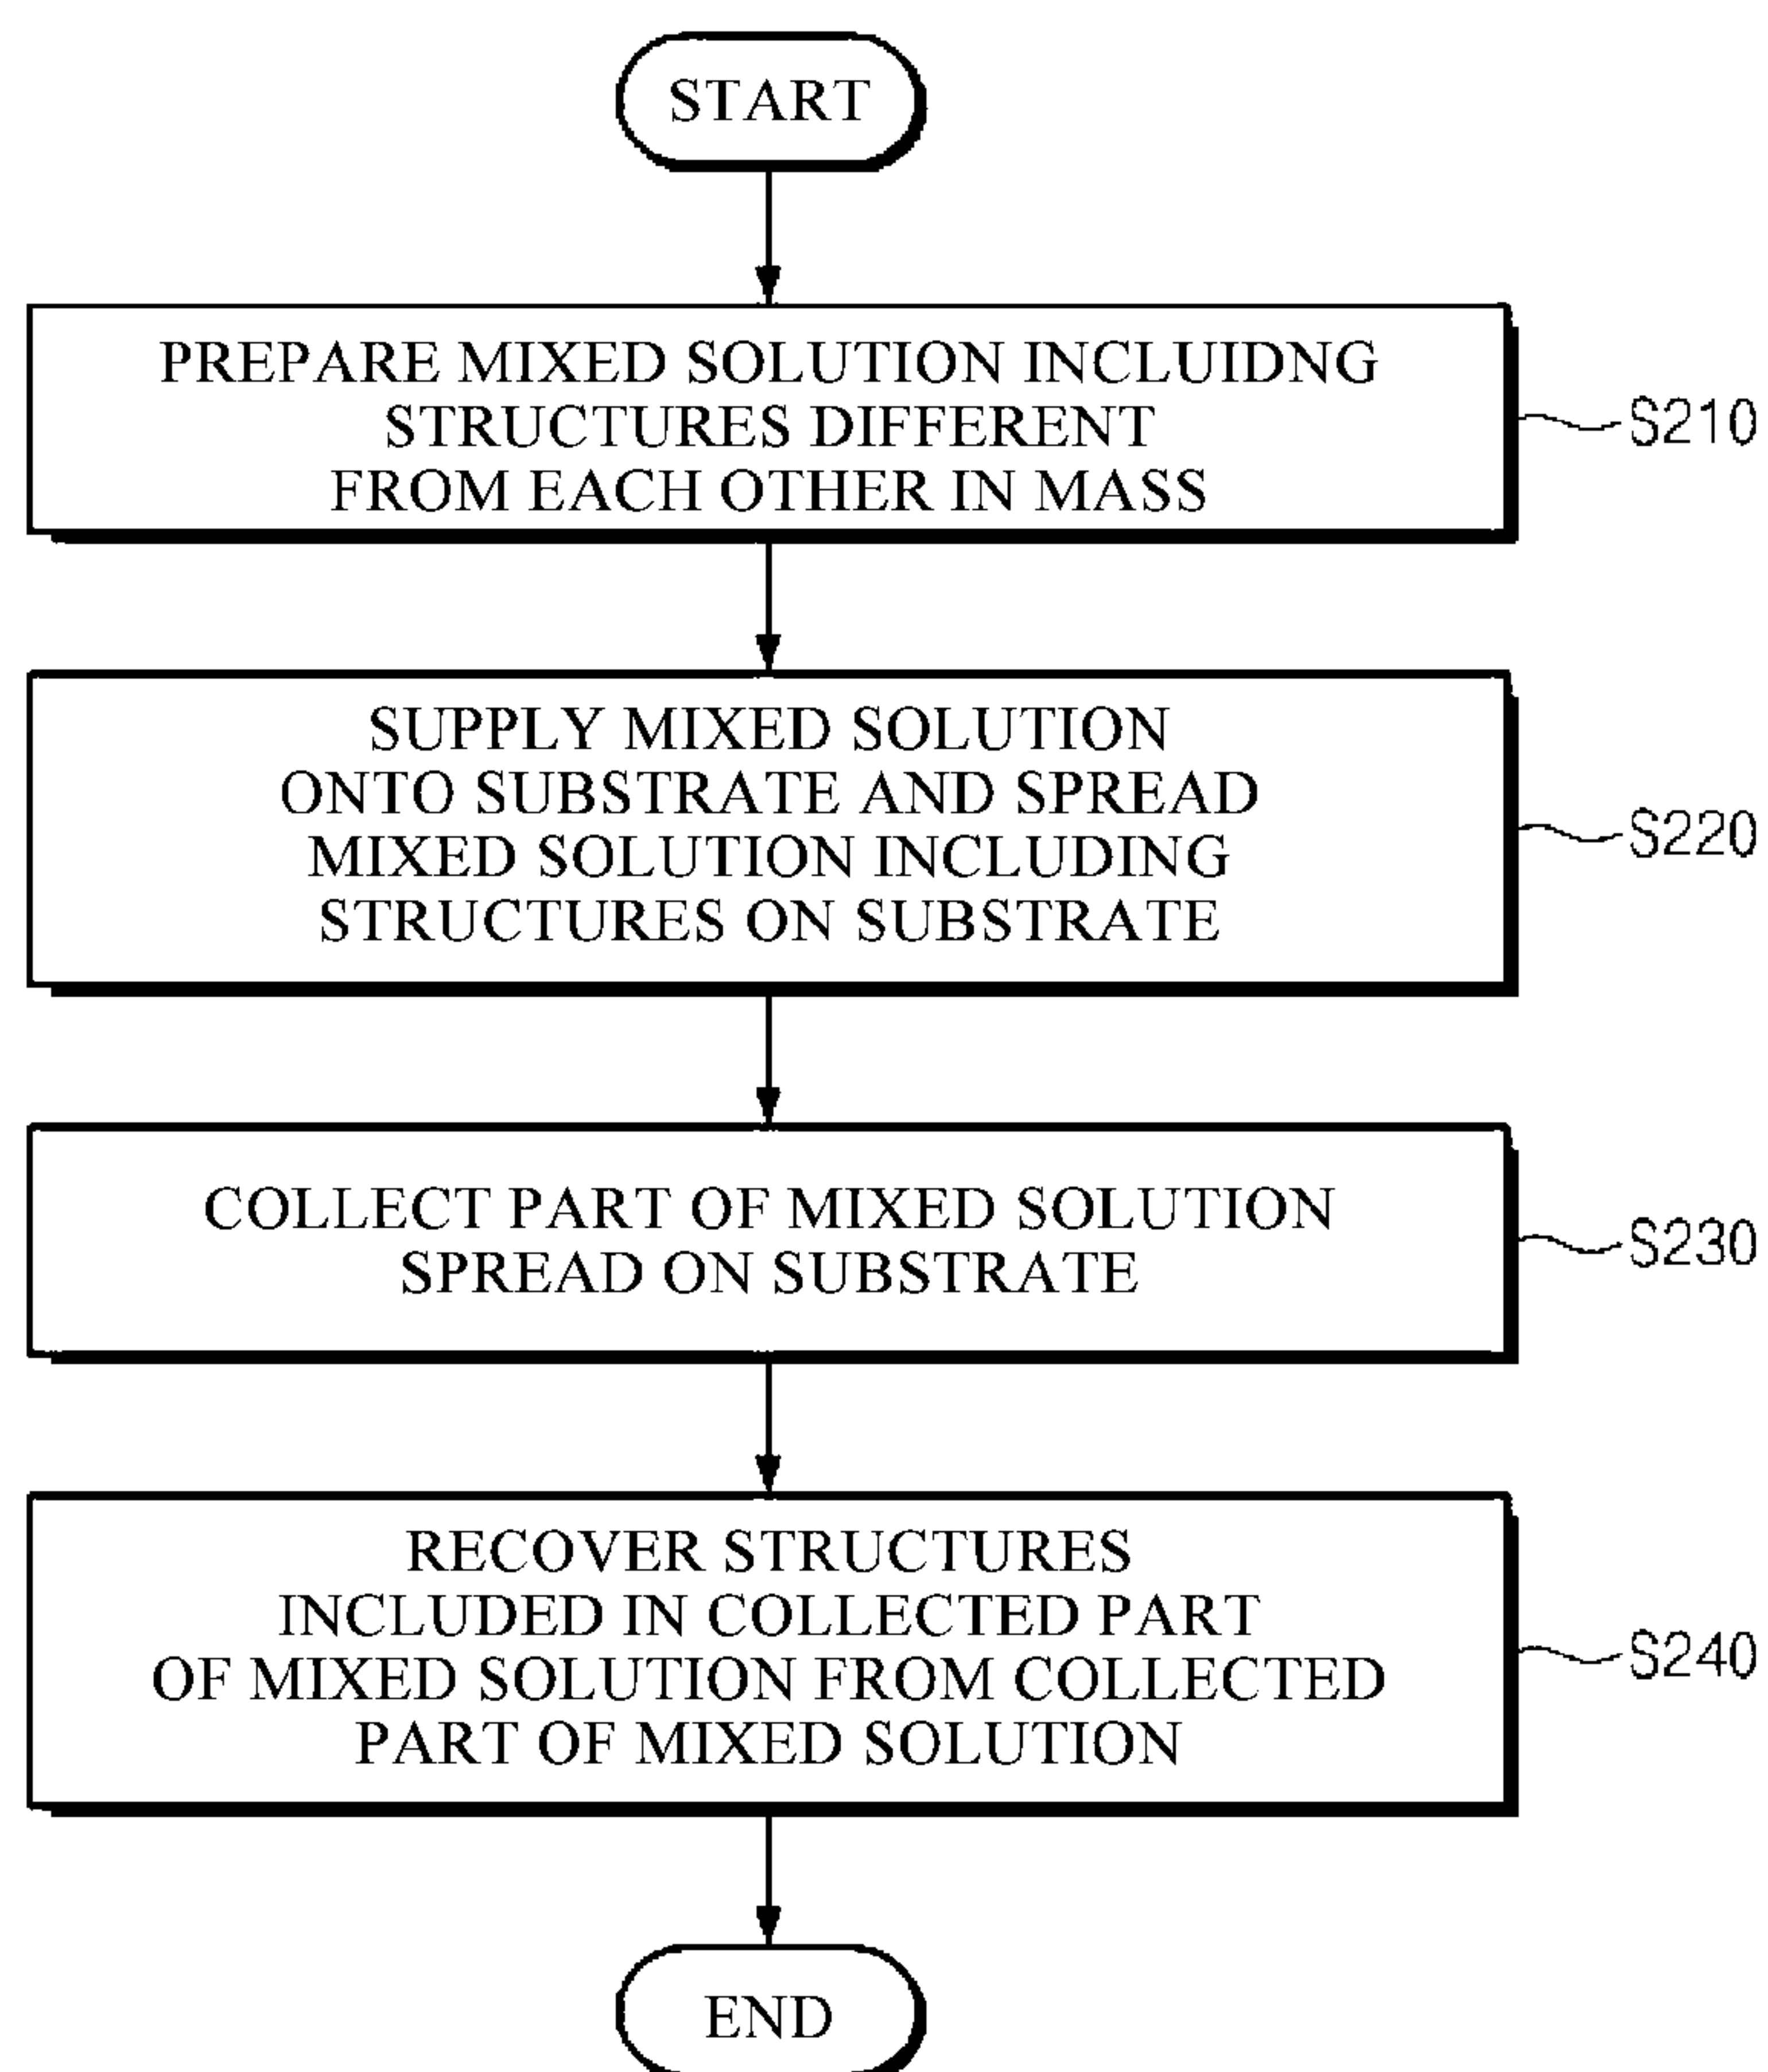 START
PREPARE MIXED SOLUTION INCLUIDNG
STRUCTURES DIFFERENT
FROM EACH OTHER IN MASS
S210
SUPPLY MIXED SOLUTION
ONTO SUBSTRATE AND SPREAD
MIXED SOLUTION INCLUDING
STRUCTURES ON SUBSTRATE
S220
COLLECT PART OF MIXED SOLUTION
SPREAD ON SUBSTRATE
S230
RECOVER STRUCTURES
INCLUDED IN COLLECTED PART
OF MIXED SOLUTION FROM COLLECTED
PART OF MIXED SOLUTION
S240
END